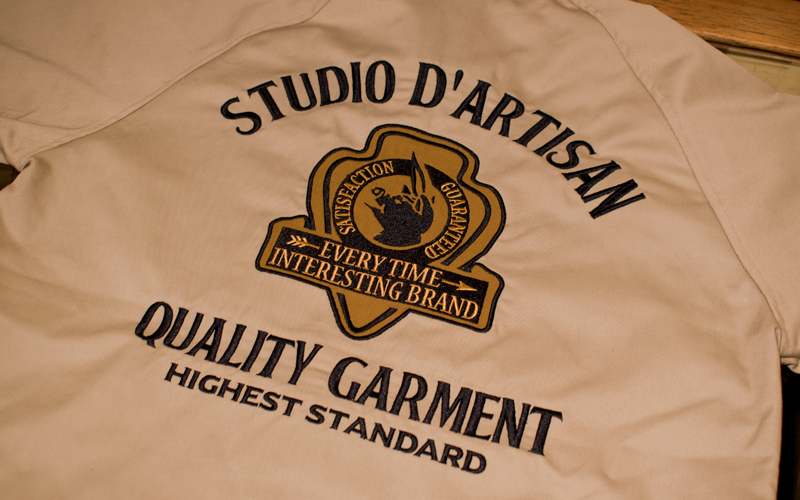 STUDIO D'ARTISAN
SATISFACTION GUARANTEED
EVERY TIME
INTERESTING BRAND
QUALITY GARMENT
HIGHEST STANDARD